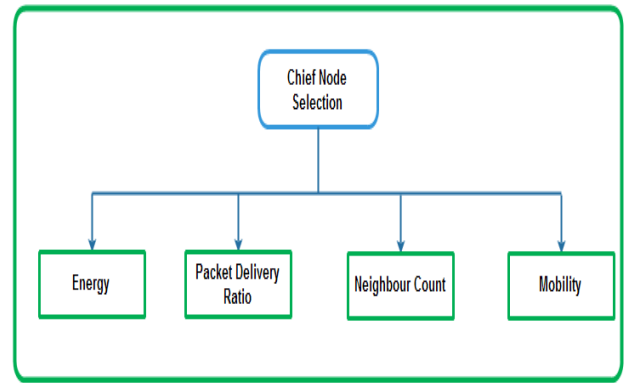 Chief Node
Selection
Energy
Packet Delivery
Ratio
Neighbour Count
Mobility